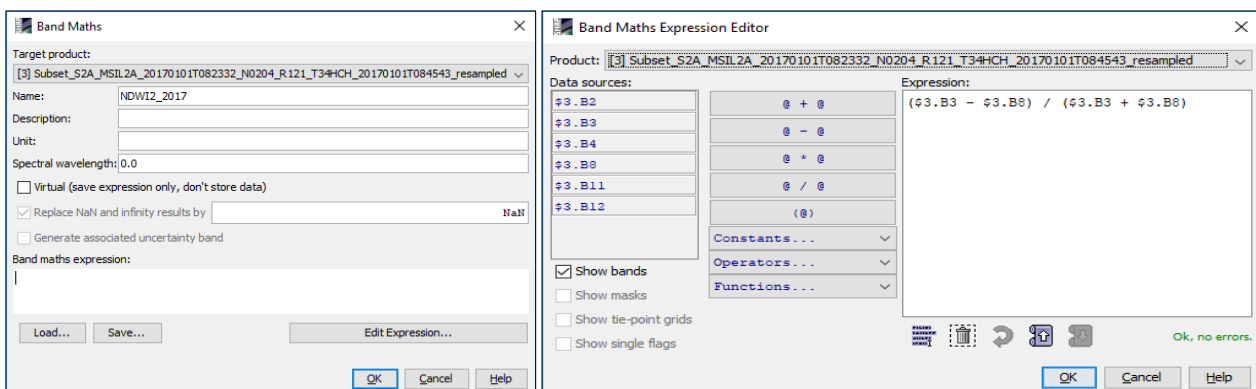 Band Maths
Target product:
[3] Subset_S2A_MSIL2A_20170101T082332_N0204_R121_T34HCH_20170101T084543_resampled
Name: NDWI2_2017
Description:
Unit:
Spectral wavelength: 0.0
Virtual (save expression only, don't store data)
Replace NaN and infinity results by NaN
Generate associated uncertainty band
Band maths expression:
Load... Save... Edit Expression...
OK Cancel Help
Band Maths Expression Editor
Product: [3] Subset_S2A_MSIL2A_20170101T082332_N0204_R121_T34HCH_20170101T084543_resampled
Data sources:
$3.B2
$3.B3
$3.B4
$3.B8
$3.B11
$3.B12
Show bands
Show masks
Show tie-point grids
Show single flags
@ + @
@ - @
@ * @
@ / @
(@)
Constants...
Operators...
Functions...
Expression:
($3.B3 - $3.B8) / ($3.B3 + $3.B8)
Ok, no errors.
OK Cancel Help